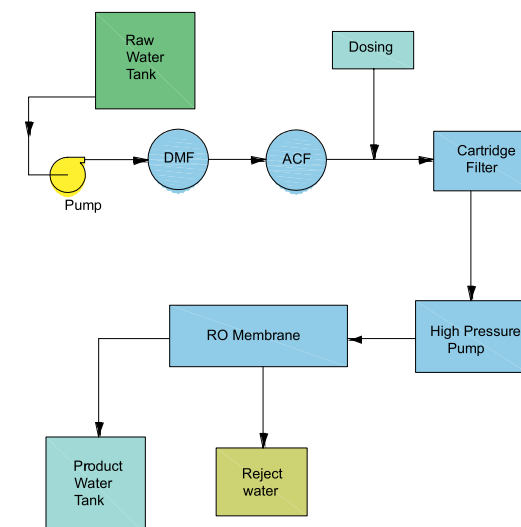 Raw
Water
Tank
Dosing
DMF
ACF
Cartridge
Filter
Pump
High Pressure
Pump
RO Membrane
Product
Water
Tank
Reject
water